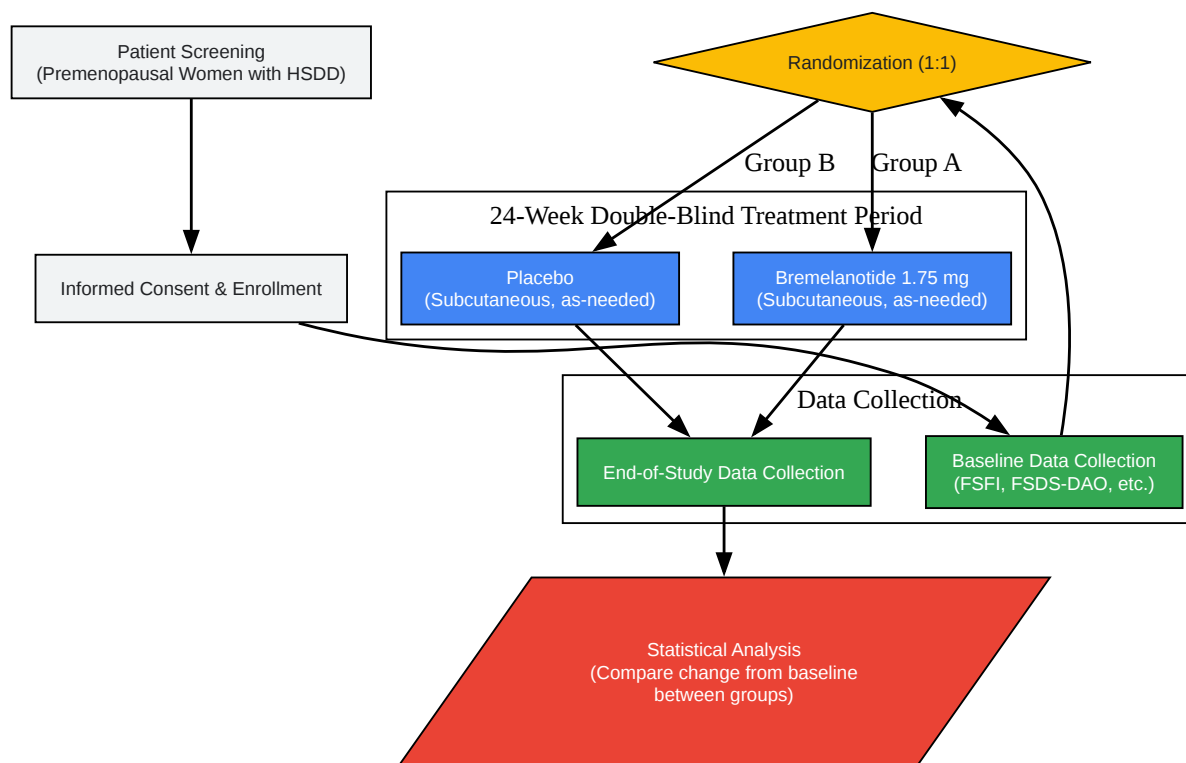 Patient Screening
(Premenopausal Women with HSDD)
Randomization (1:1)
Group B
Group A
24-Week Double-Blind Treatment Period
Informed Consent & Enrollment
Placebo
(Subcutaneous, as-needed)
Bremelanotide 1.75 mg
(Subcutaneous, as-needed)
Data Collection
End-of-Study Data Collection
Baseline Data Collection
(FSFI, FSDS-DAO, etc.)
Statistical Analysis
(Compare change from baseline
between groups)